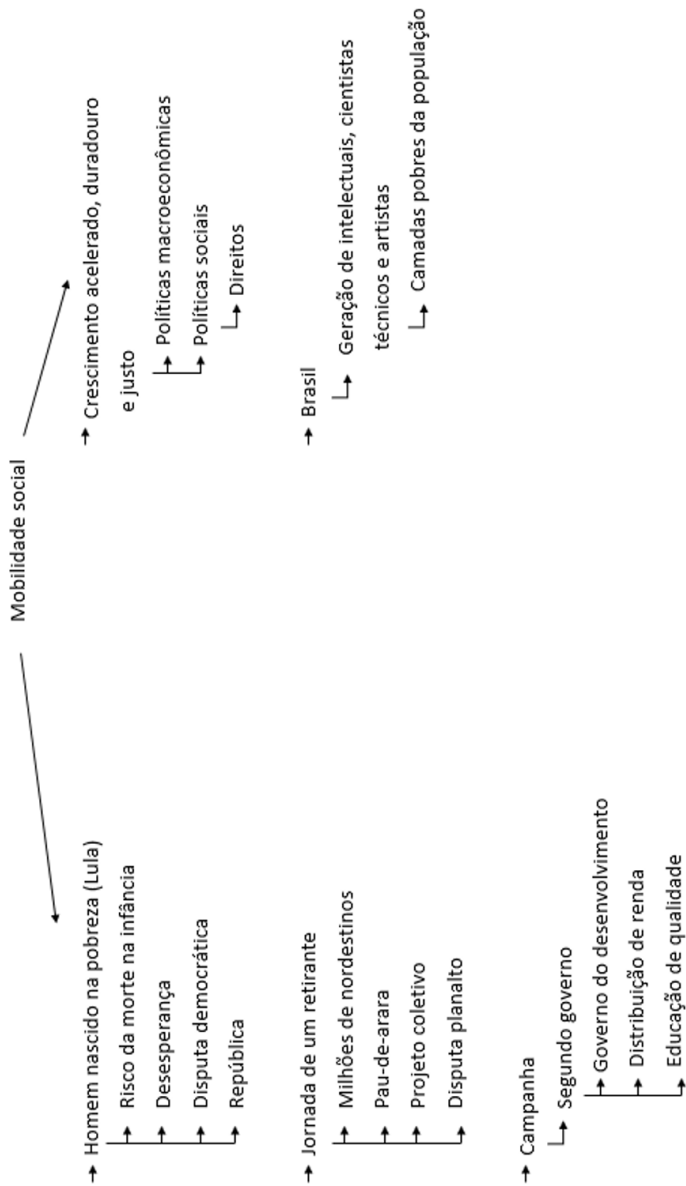 Mobilidade social
Homem nascido na pobreza (Lula)
Risco da morte na infância
Desesperança
Disputa democrática
República
Jornada de um retirante
Milhões de nordestinos
Pau-de-arara
Projeto coletivo
Disputa planalto
Campanha
Segundo governo
Governo do desenvolvimento
Distribuição de renda
Educação de qualidade
Crescimento acelerado, duradouro
e justo
Políticas macroeconômicas
Políticas sociais
Direitos
Brasil
Geração de intelectuais, cientistas
técnicos e artistas
Camadas pobres da população